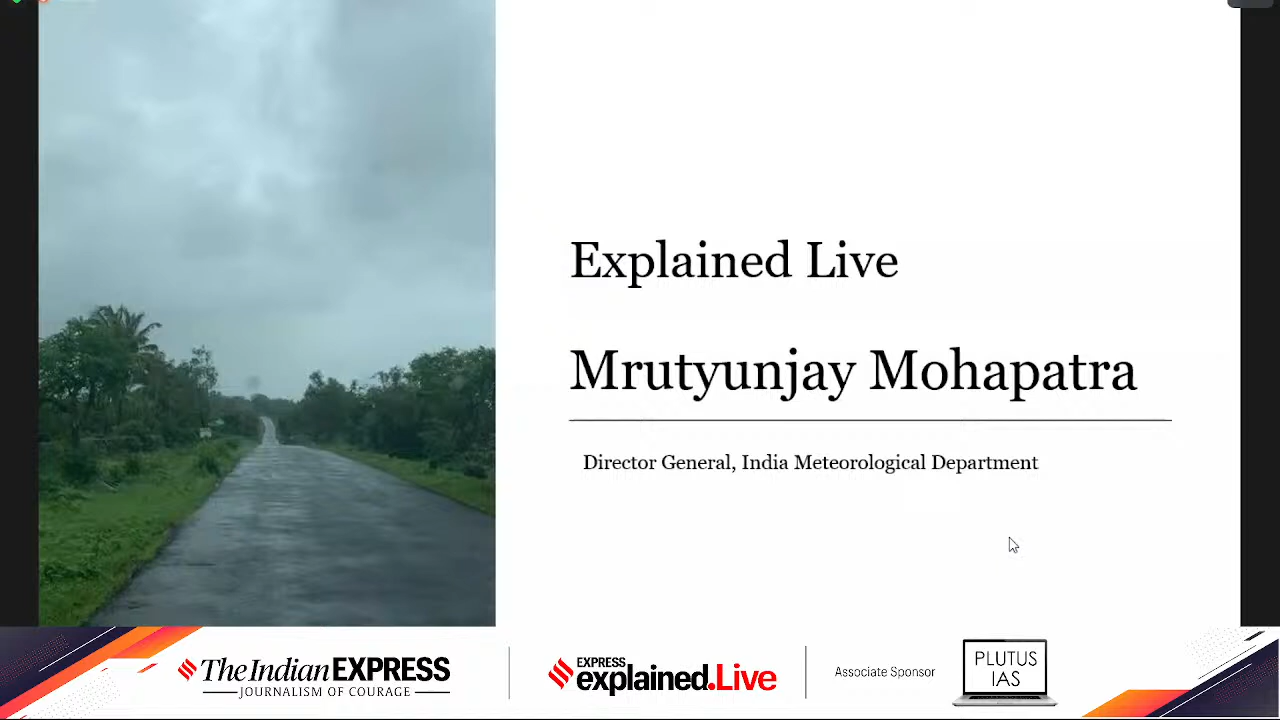 Explained Live
Mrutyunjay Mohapatra
Director General, India Meteorological Department
The Indian EXPRESS
JOURNALISM OF COURAGE
EXPRESS
explained.Live
Associate Sponsor
PLUTUS
IAS